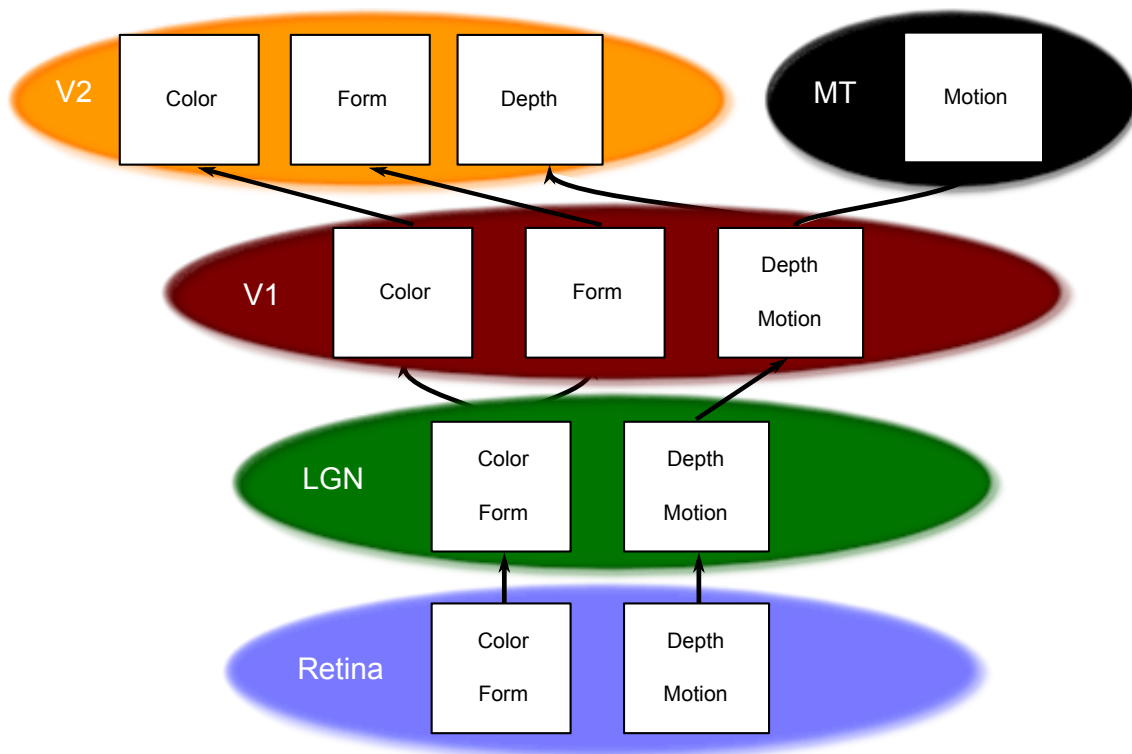 V2
Color
Form
Depth
MT
Motion
V1
Color
Form
Depth
Motion
LGN
Color
Form
Depth
Motion
Retina
Color
Form
Depth
Motion